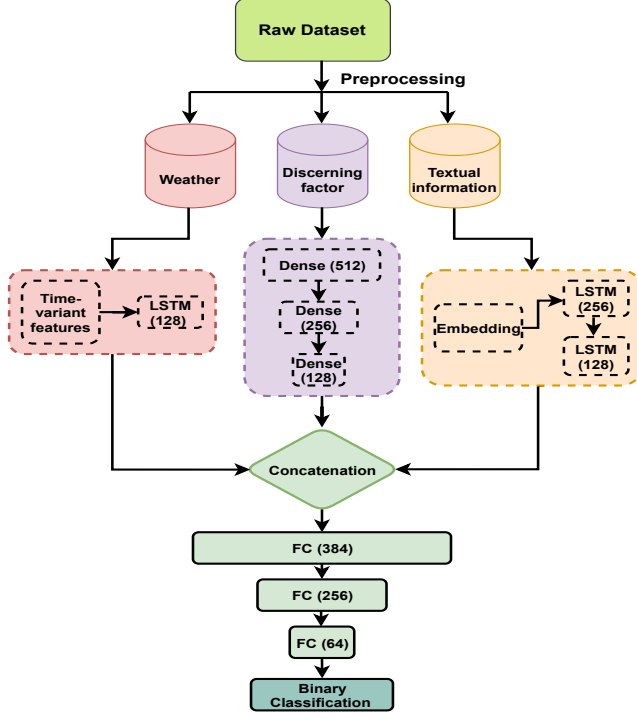 Raw Dataset
Preprocessing
Weather
Discerning
factor
Textual
information
Time-
variant
features
LSTM
(128)
Dense (512)
Dense
(256)
Dense
(128)
Embedding
LSTM
(256)
LSTM
(128)
Concatenation
FC (384)
FC (256)
FC (64)
Binary
Classification